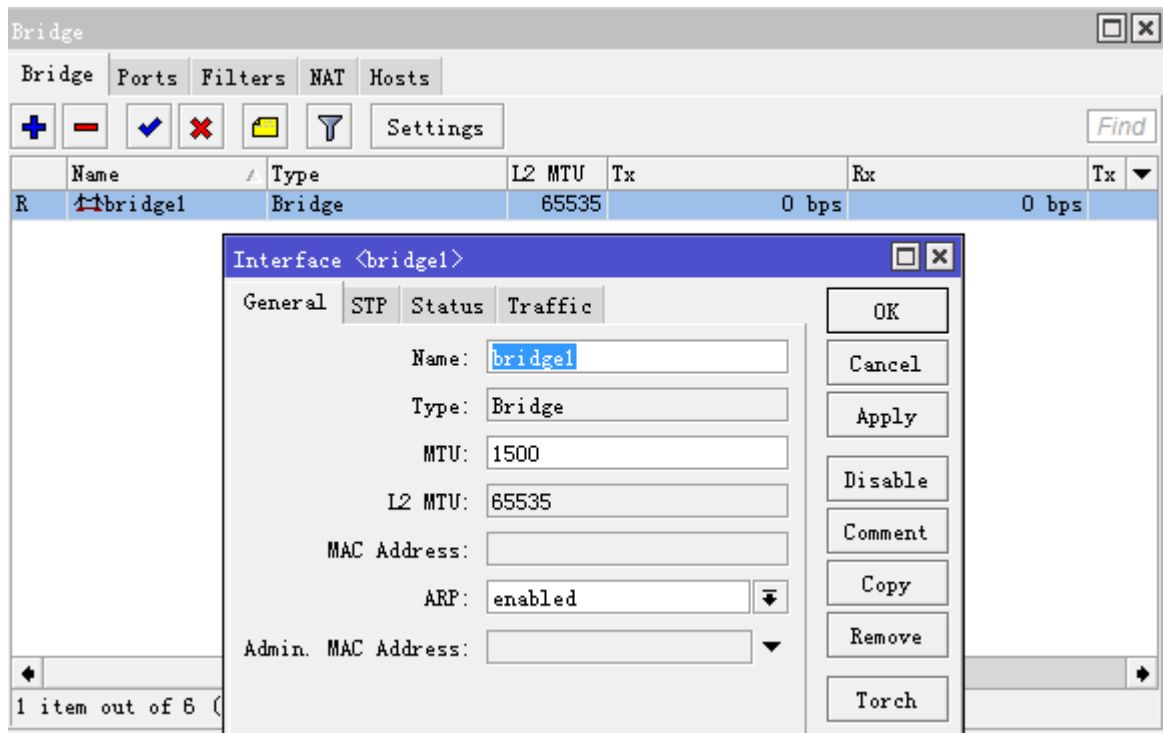 Bridge
Bridge Ports Filters NAT Hosts
Settings Find
Name Type L2 MTU Tx Rx Tx
R bridge1 Bridge 65535 0 bps 0 bps
Interface <bridge1>
General STP Status Traffic
OK
Name: bridge1
Cancel
Type: Bridge
Apply
MTU: 1500
Disable
L2 MTU: 65535
Comment
MAC Address:
Copy
ARP: enabled
Remove
Admin. MAC Address:
Torch
1 item out of 6 (